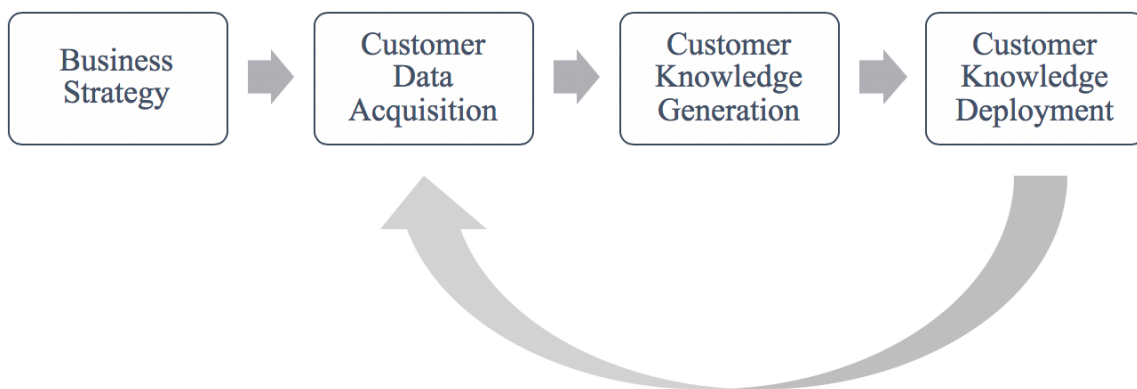 Business
Strategy
Customer
Data
Acquisition
Customer
Knowledge
Generation
Customer
Knowledge
Deployment